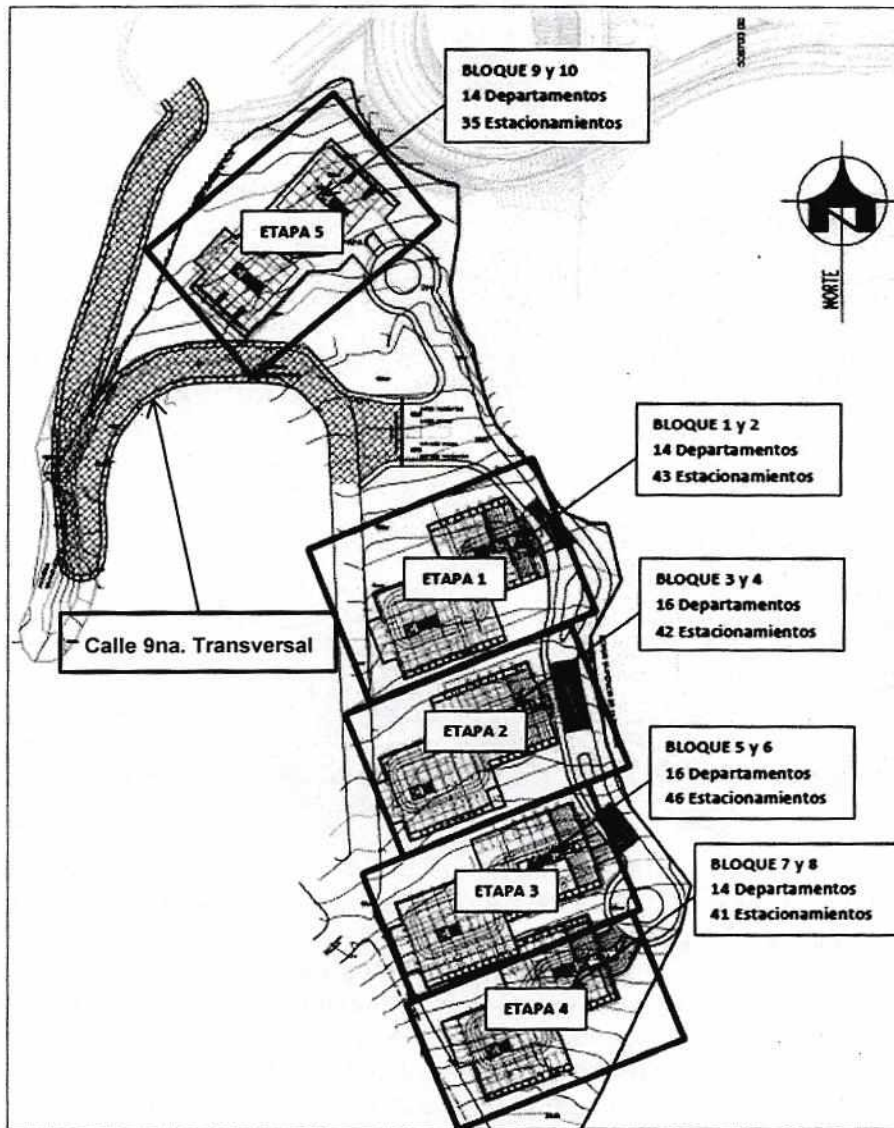 BLOQUE 9 y 10
14 Departamentos
35 Estacionamientos
ETAPA 5
NORTE
BLOQUE 1 y 2
14 Departamentos
43 Estacionamientos
ETAPA 1
BLOQUE 3 y 4
16 Departamentos
42 Estacionamientos
Calle 9na. Transversal
ETAPA 2
BLOQUE 5 y 6
16 Departamentos
46 Estacionamientos
BLOQUE 7 y 8
14 Departamentos
41 Estacionamientos
ETAPA 3
ETAPA 4